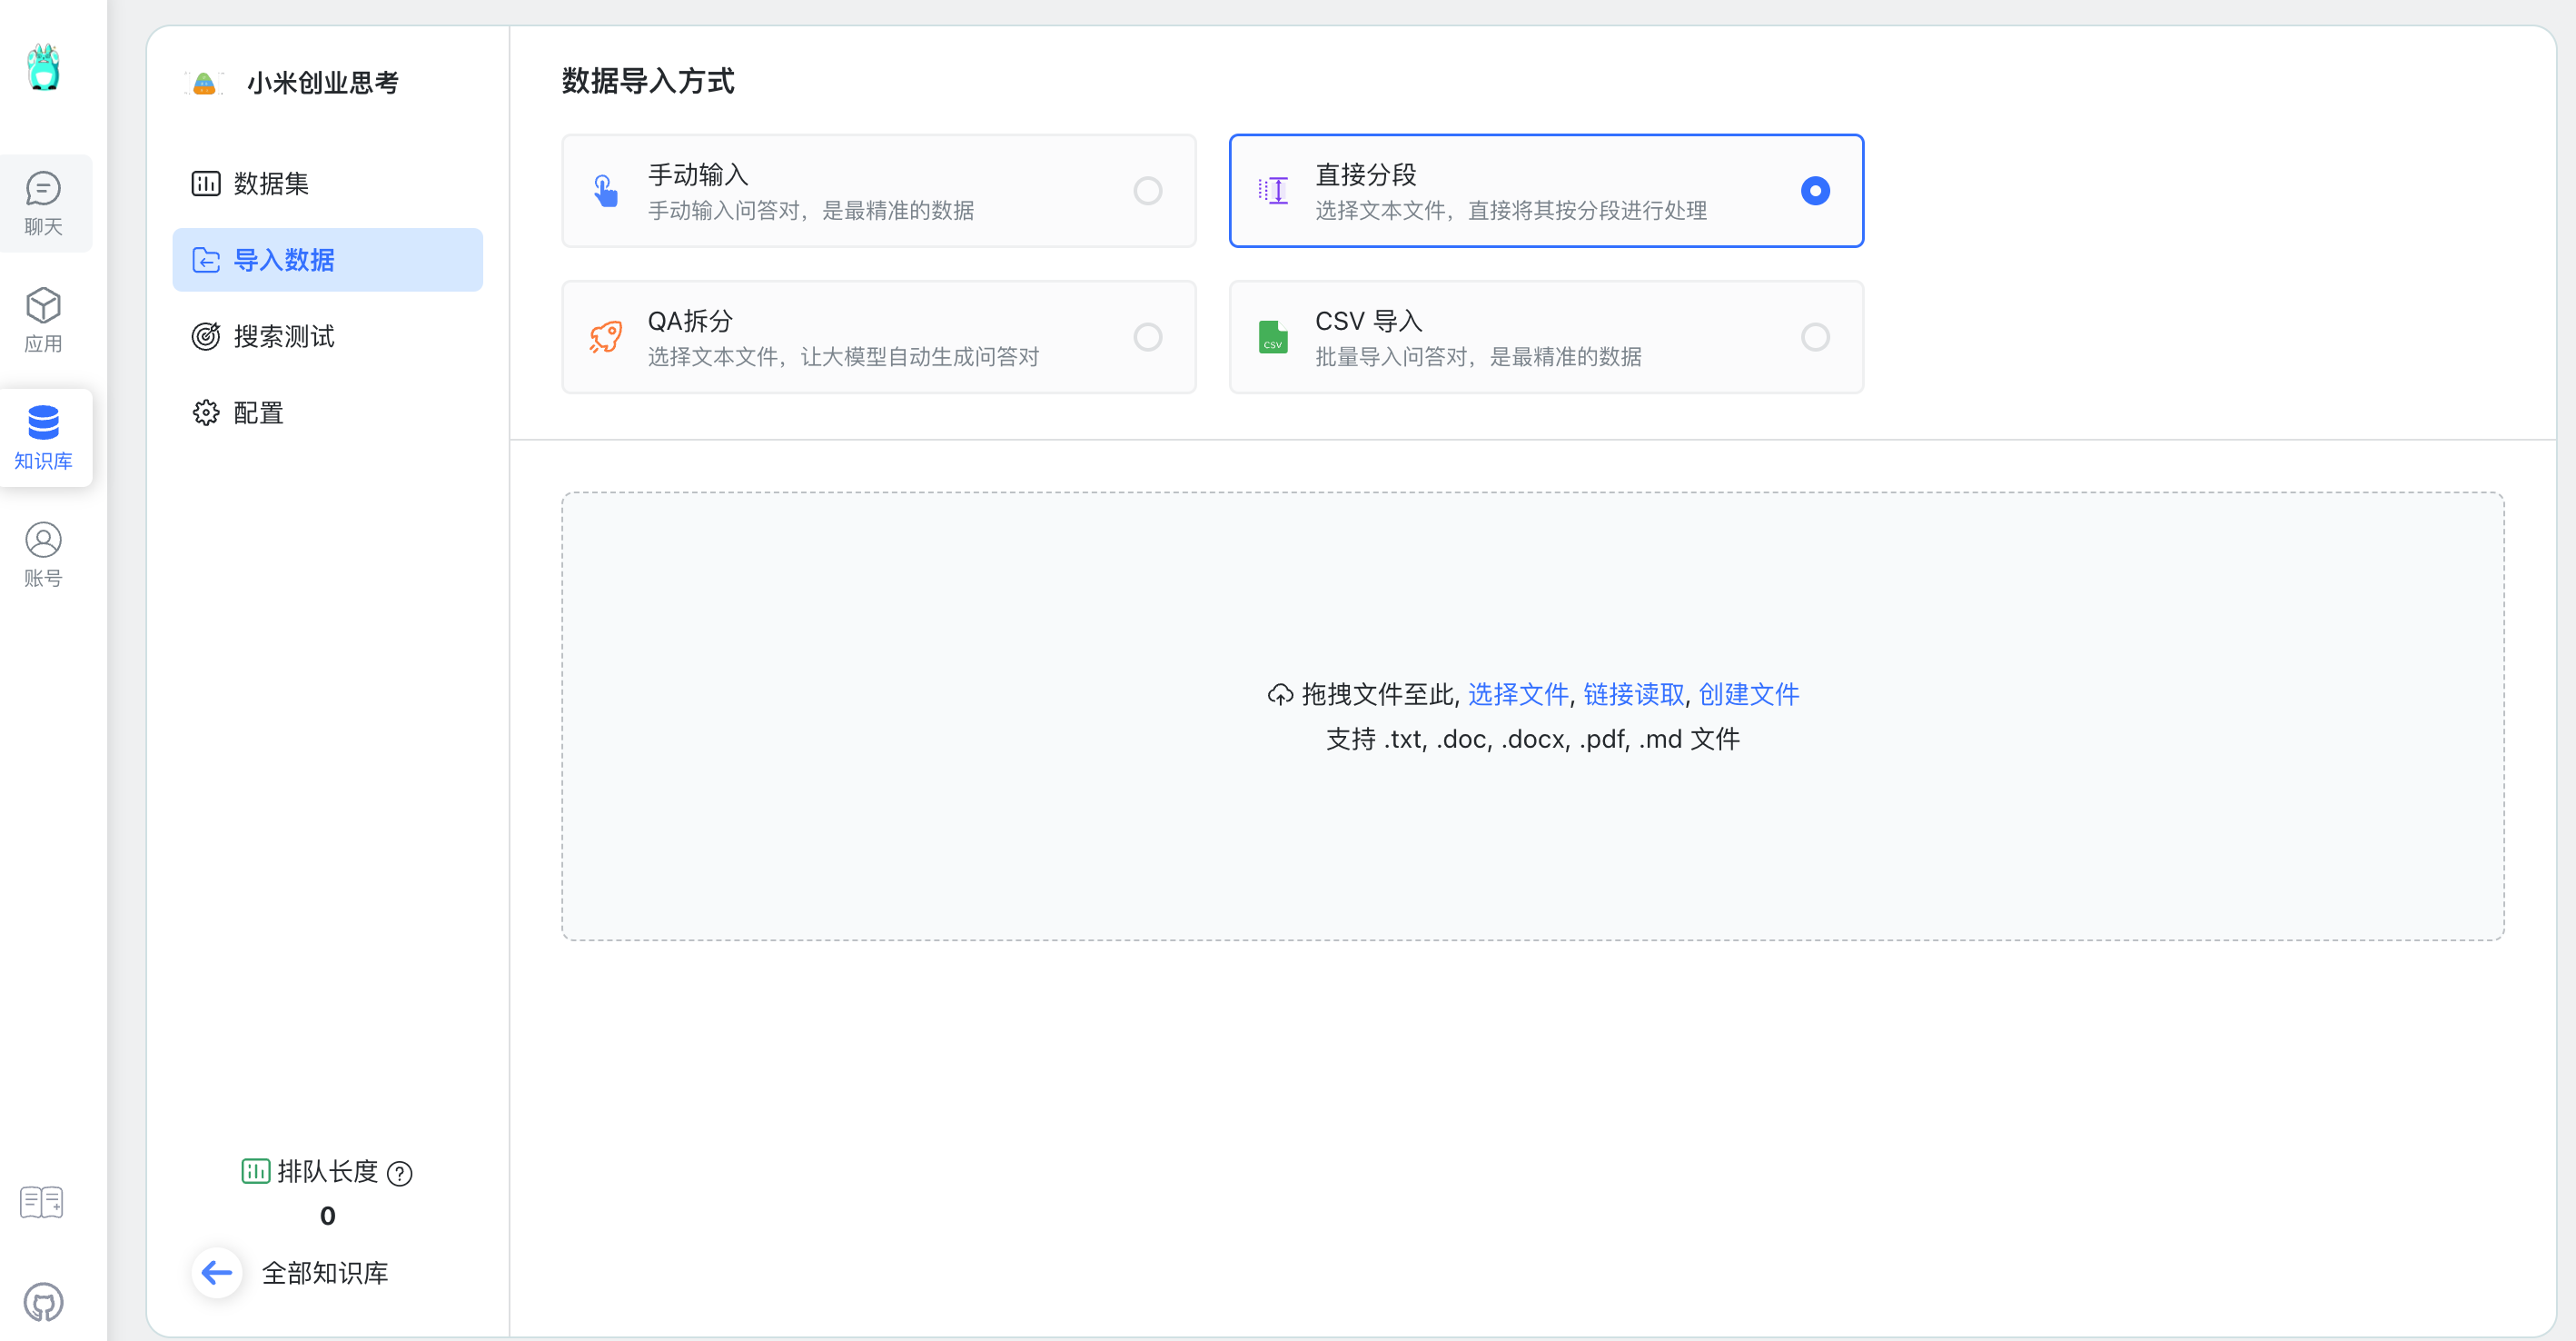 聊天
应用
知识库
账号
小米创业思考
数据集
导入数据
搜索测试
配置
排队长度
0
全部知识库
数据导入方式
手动输入
手动输入问答对，是最精准的数据
直接分段
选择文本文件，直接将其按分段进行处理
QA拆分
选择文本文件，让大模型自动生成问答对
CSV
CSV 导入
批量导入问答对，是最精准的数据
拖拽文件至此, 选择文件, 链接读取, 创建文件
支持 .txt, .doc, .docx, .pdf, .md 文件